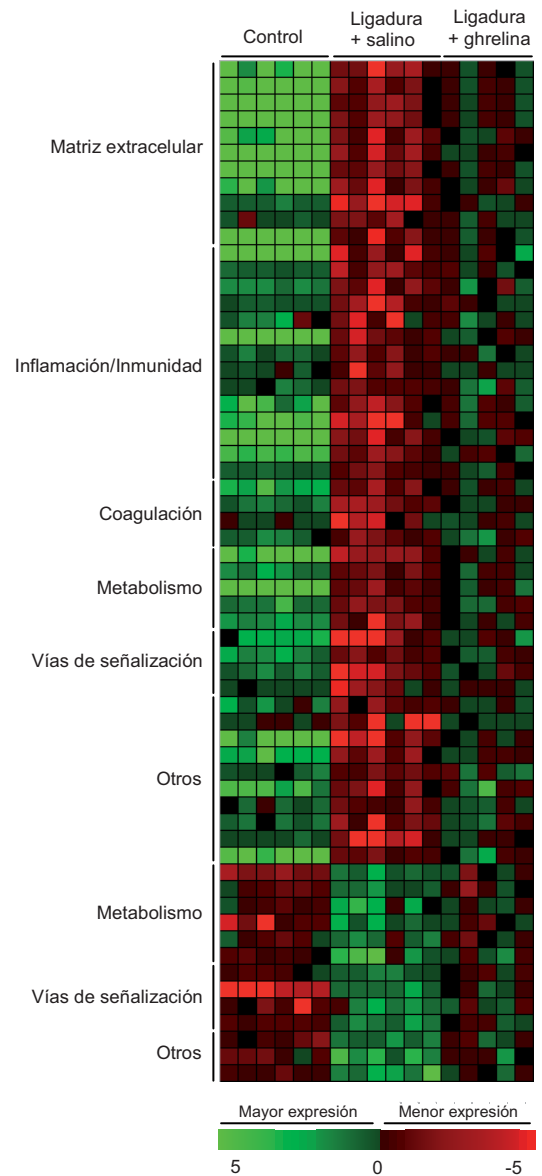 Control
Ligadura
+ salino
Ligadura
+ ghrelina
Matriz extracelular
Inflamación/Inmunidad
Coagulación
Metabolismo
Vías de señalización
Otros
Metabolismo
Vías de señalización
Otros
Mayor expresión
Menor expresión
5
0
-5